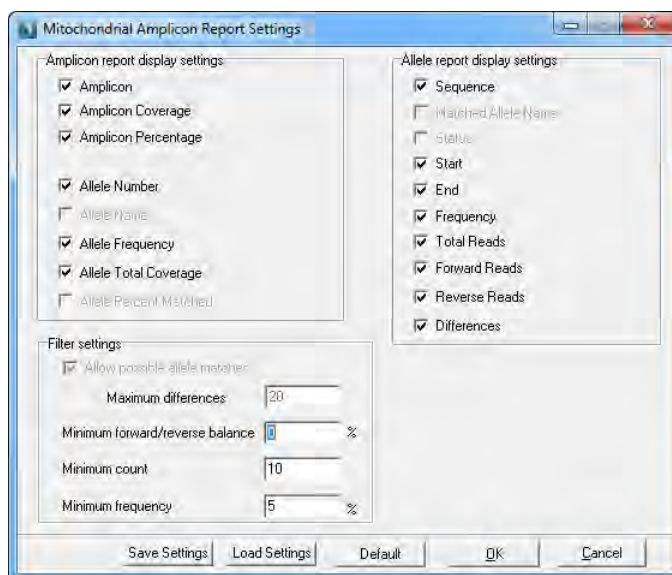 Mitochondrial Amplicon Report Settings
Amplicon report display settings
Amplicon
Amplicon Coverage
Amplicon Percentage
Allele Number
Allele Name
Allele Frequency
Allele Total Coverage
Allele Percent Matched
Allele report display settings
Sequence
Matched Allele Name
Status
Start
End
Frequency
Total Reads
Forward Reads
Reverse Reads
Differences
Filter settings
Allow possible allele matches
Maximum differences 20
Minimum forward/reverse balance 0 %
Minimum count 10
Minimum frequency 5 %
Save Settings Load Settings Default OK Cancel